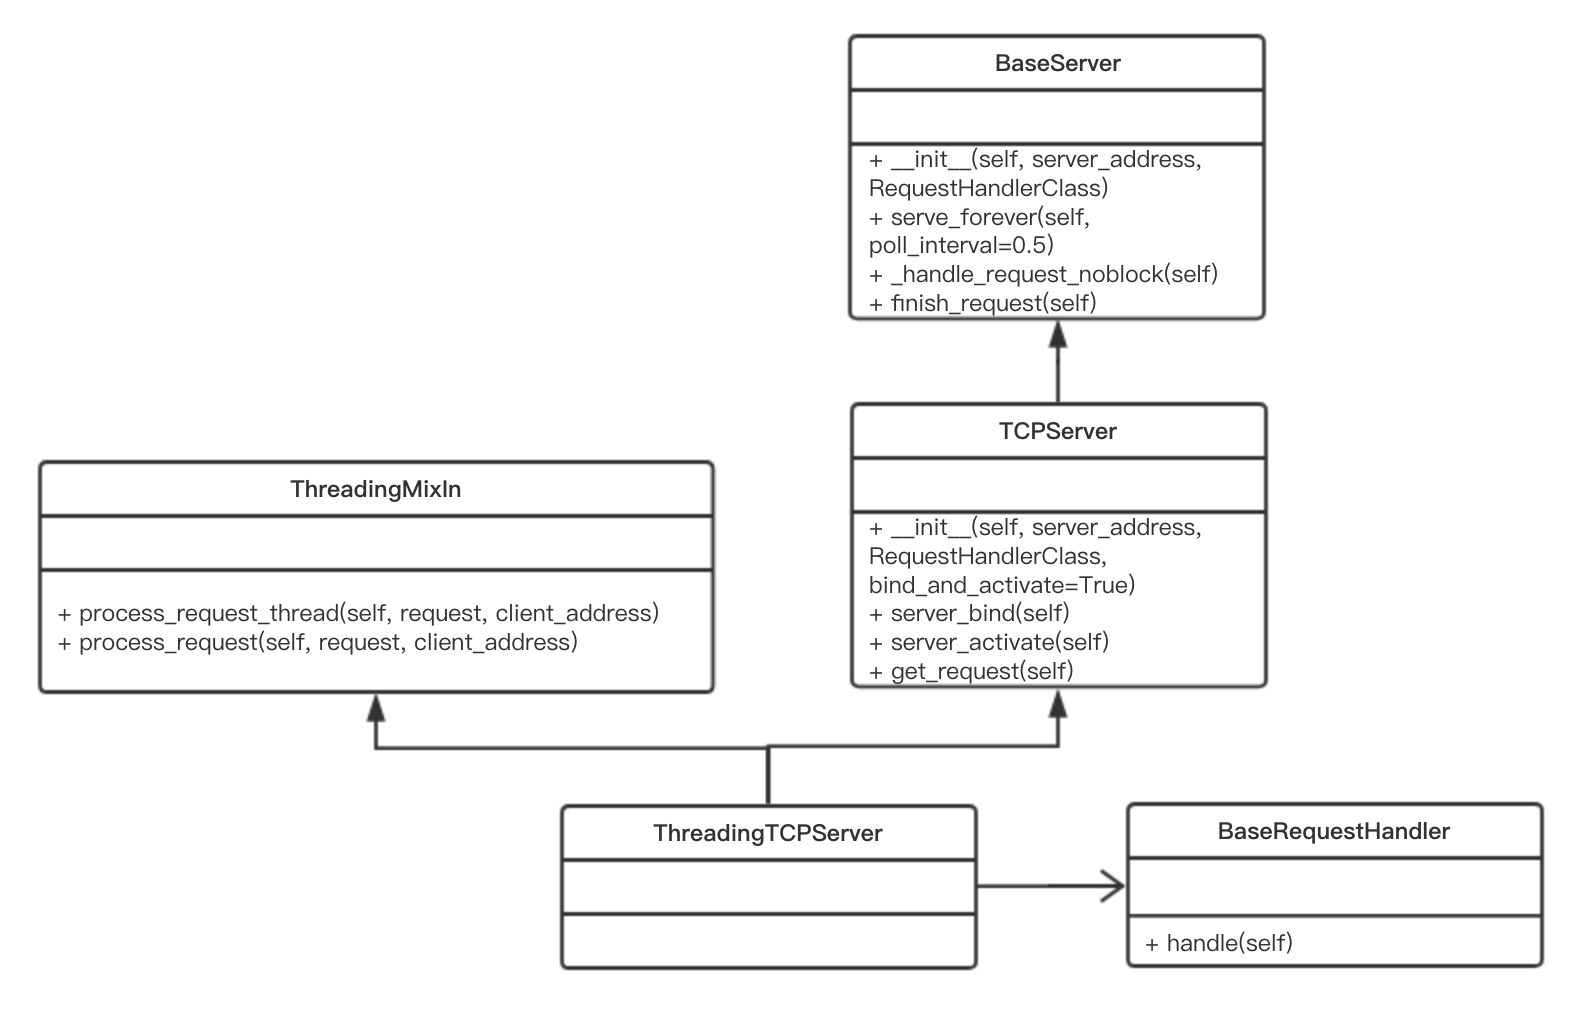 BaseServer
+ __init__(self, server_address,
RequestHandlerClass)
+ serve_forever(self,
poll_interval=0.5)
+ _handle_request_noblock(self)
+ finish_request(self)
TCPServer
+ __init__(self, server_address,
RequestHandlerClass,
bind_and_activate=True)
+ server_bind(self)
+ server_activate(self)
+ get_request(self)
ThreadingMixIn
+ process_request_thread(self, request, client_address)
+ process_request(self, request, client_address)
ThreadingTCPServer
BaseRequestHandler
+ handle(self)